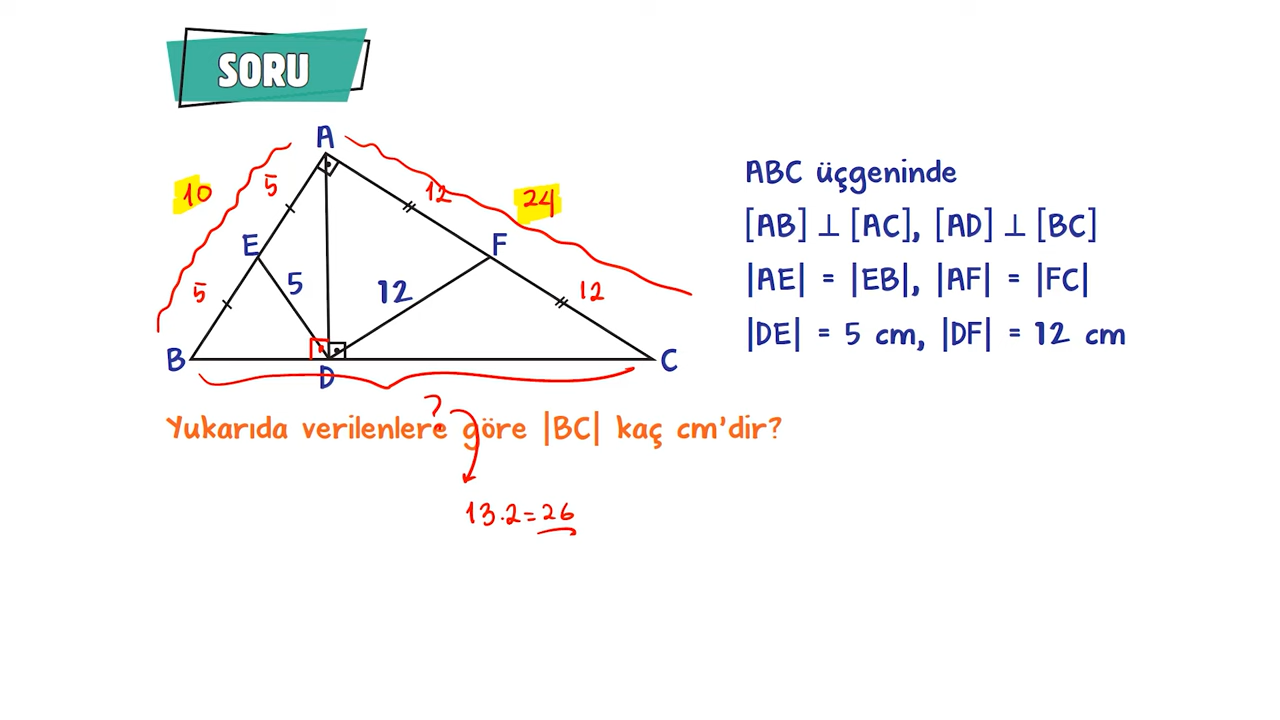 SORU
A
10
5
12
24
E
F
5
5
12
12
B
D
C
?
ABC üçgeninde
[AB] ⊥ [AC], [AD] ⊥ [BC]
|AE| = |EB|, |AF| = |FC|
|DE| = 5 cm, |DF| = 12 cm
Yukarıda verilenlere göre |BC| kaç cm'dir?
13.2=26